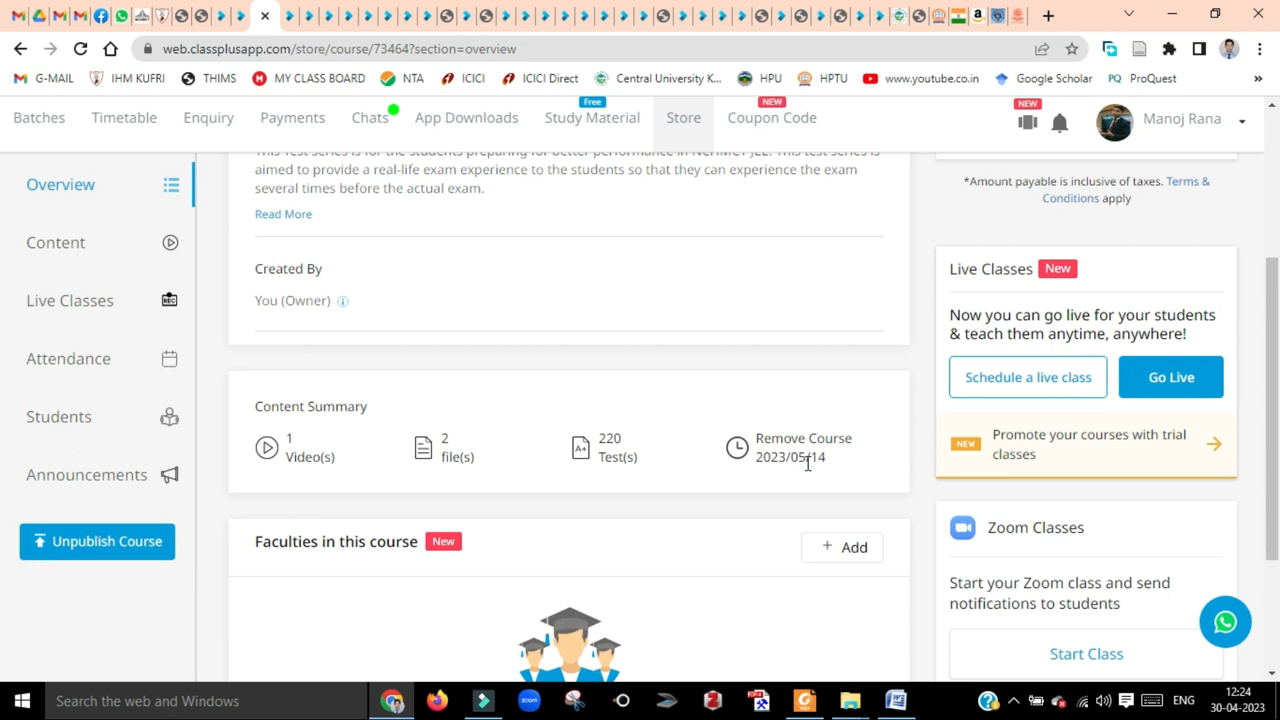 web.classplusapp.com/store/course/73464?section=overview
G-MAIL IHM KUFRI THIMS MY CLASS BOARD NTA ICICI ICICI Direct Central University K... HPU HPTU www.youtube.co.in Google Scholar PQ ProQuest »
Free NEW NEW
Batches Timetable Enquiry Payments Chats App Downloads Study Material Store Coupon Code Manoj Rana
Overview
Content
Live Classes
REC
Attendance
Students
Announcements
Unpublish Course
aimed to provide a real-life exam experience to the students so that they can experience the exam
several times before the actual exam.
Read More
Created By
You (Owner)
Content Summary
1
Video(s)
2
file(s)
A+
220
Test(s)
Remove Course
2023/05/14
Faculties in this course New
+ Add
*Amount payable is inclusive of taxes. Terms &
Conditions apply
Live Classes New
Now you can go live for your students
& teach them anytime, anywhere!
Schedule a live class Go Live
NEW Promote your courses with trial
classes
Zoom Classes
Start your Zoom class and send
notifications to students
Start Class
Search the web and Windows
zoom
ENG
12:24
30-04-2023